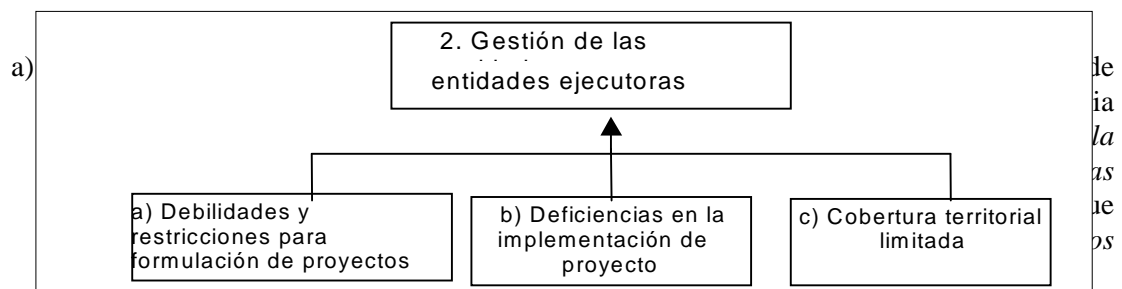 2. Gestión de las
entidades ejecutoras
a)
de
ia
la
as
ue
os
a) Debilidades y
restricciones para
formulación de proyectos
b) Deficiencias en la
implementación de
proyecto
c) Cobertura territorial
limitada